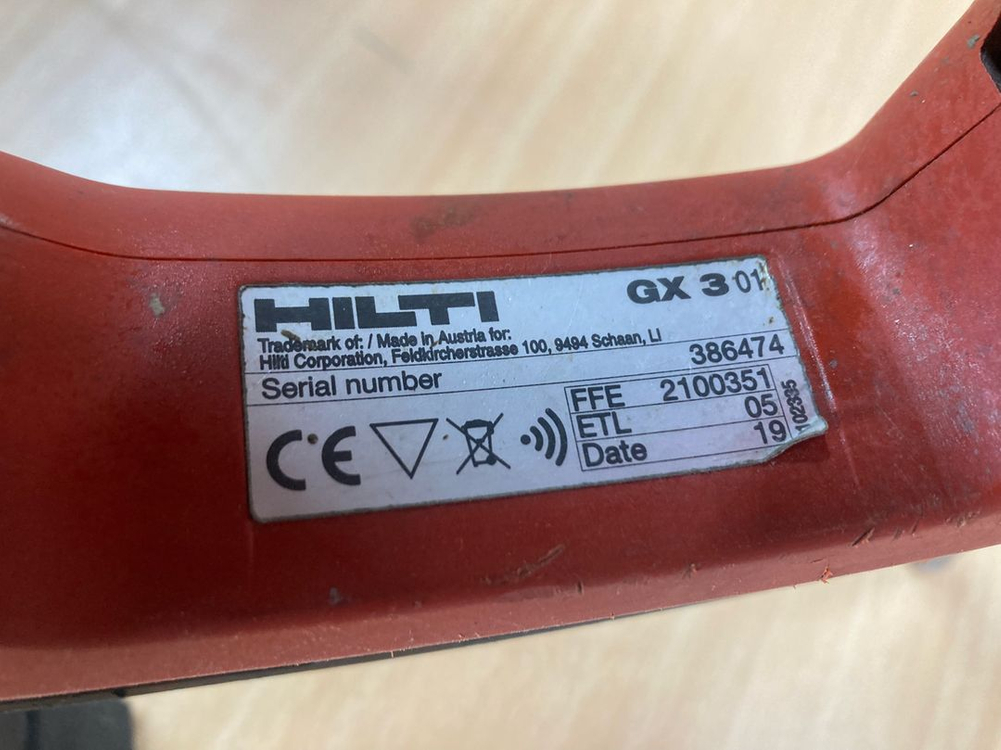 HILTI
GX 3 01
Trademark of: / Made in Austria for:
Hilti Corporation, Feldkircherstrasse 100, 9494 Schaan, LI
Serial number 386474
CE
FFE 2100351
ETL 05
Date 19